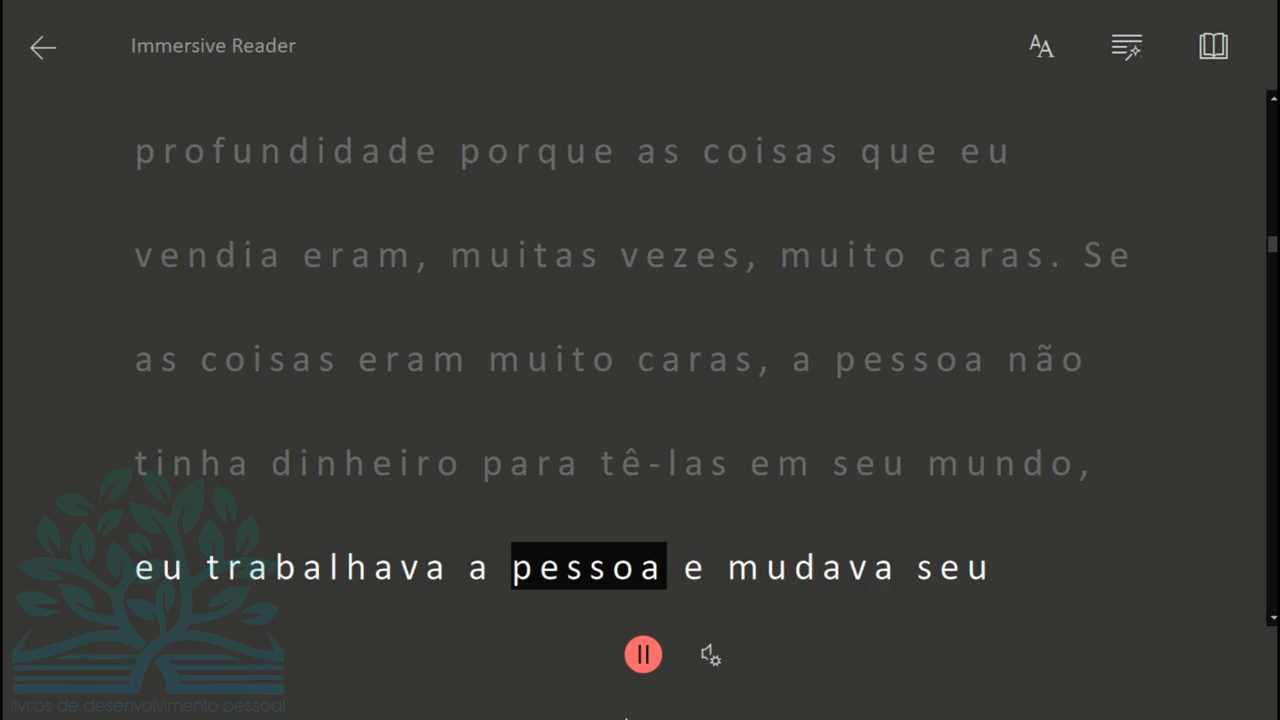 Immersive Reader
profundidade porque as coisas que eu
vendia eram, muitas vezes, muito caras. Se
as coisas eram muito caras, a pessoa não
tinha dinheiro para tê-las em seu mundo,
eu trabalhava a pessoa e mudava seu
livros de desenvolvimento pessoal